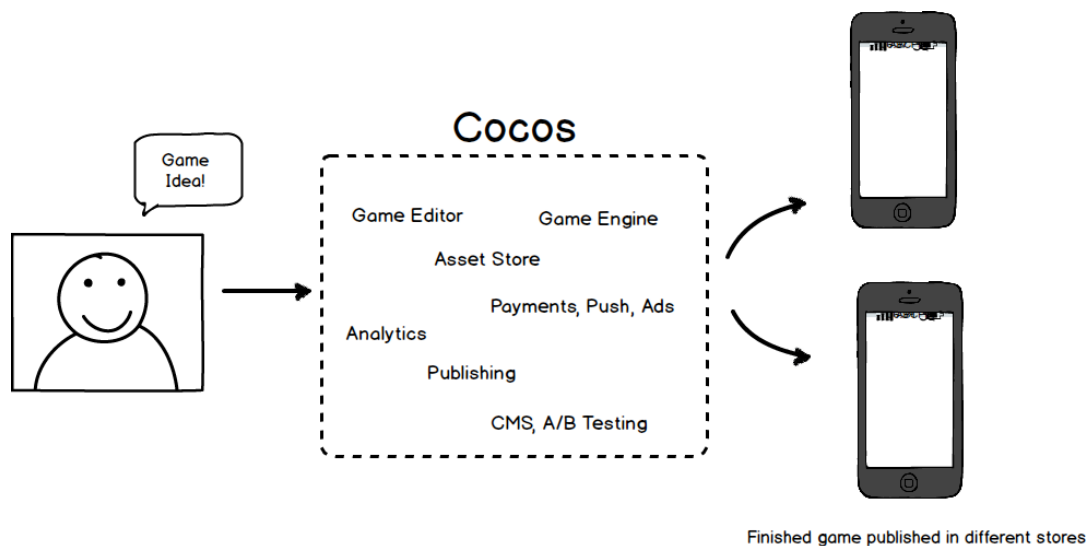 Cocos
Game
Idea!
Game Editor
Game Engine
Asset Store
Payments, Push, Ads
Analytics
Publishing
CMS, A/B Testing
Finished game published in different stores